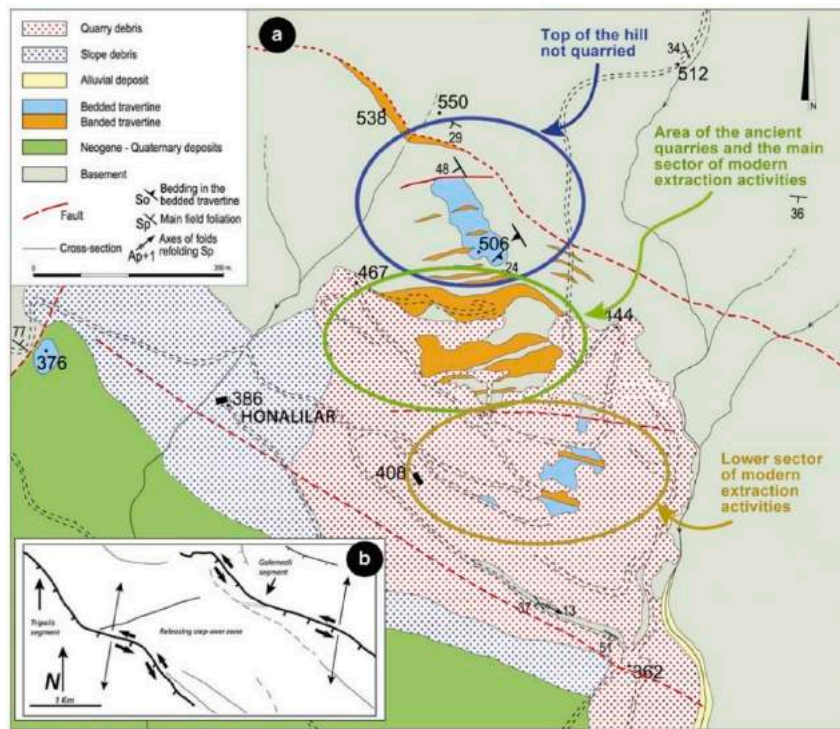 Quarry debris
Slope debris
Alluvial deposit
Bedded travertine
Banded travertine
Neogene - Quaternary deposits
Basement
So Bedding in the
bedded travertine
Sp Main field foliation
Fault
Cross-section
Ap+1 Axes of folds
refolding Sp
0
200 m.
a
Top of the hill
not quarried
34
512
N
Area of the ancient
quarries and the main
sector of modern
extraction activities
550
538
29
48
36
506
24
467
444
77
376
386
HONALILAR
408
Lower sector
of modern
extraction
activities
37
13
51
362
b
Galemezli
segment
Tripolis
segment
Releasing step-over zone
N
1 Km